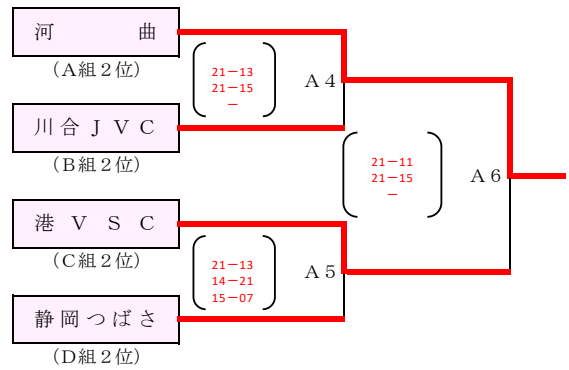 河 曲
(A組2位)
21-13
21-15
-
A4
川合JVC
(B組2位)
21-11
21-15
-
A6
港 V S C
(C組2位)
21-13
14-21
15-07
A5
静岡つばさ
(D組2位)